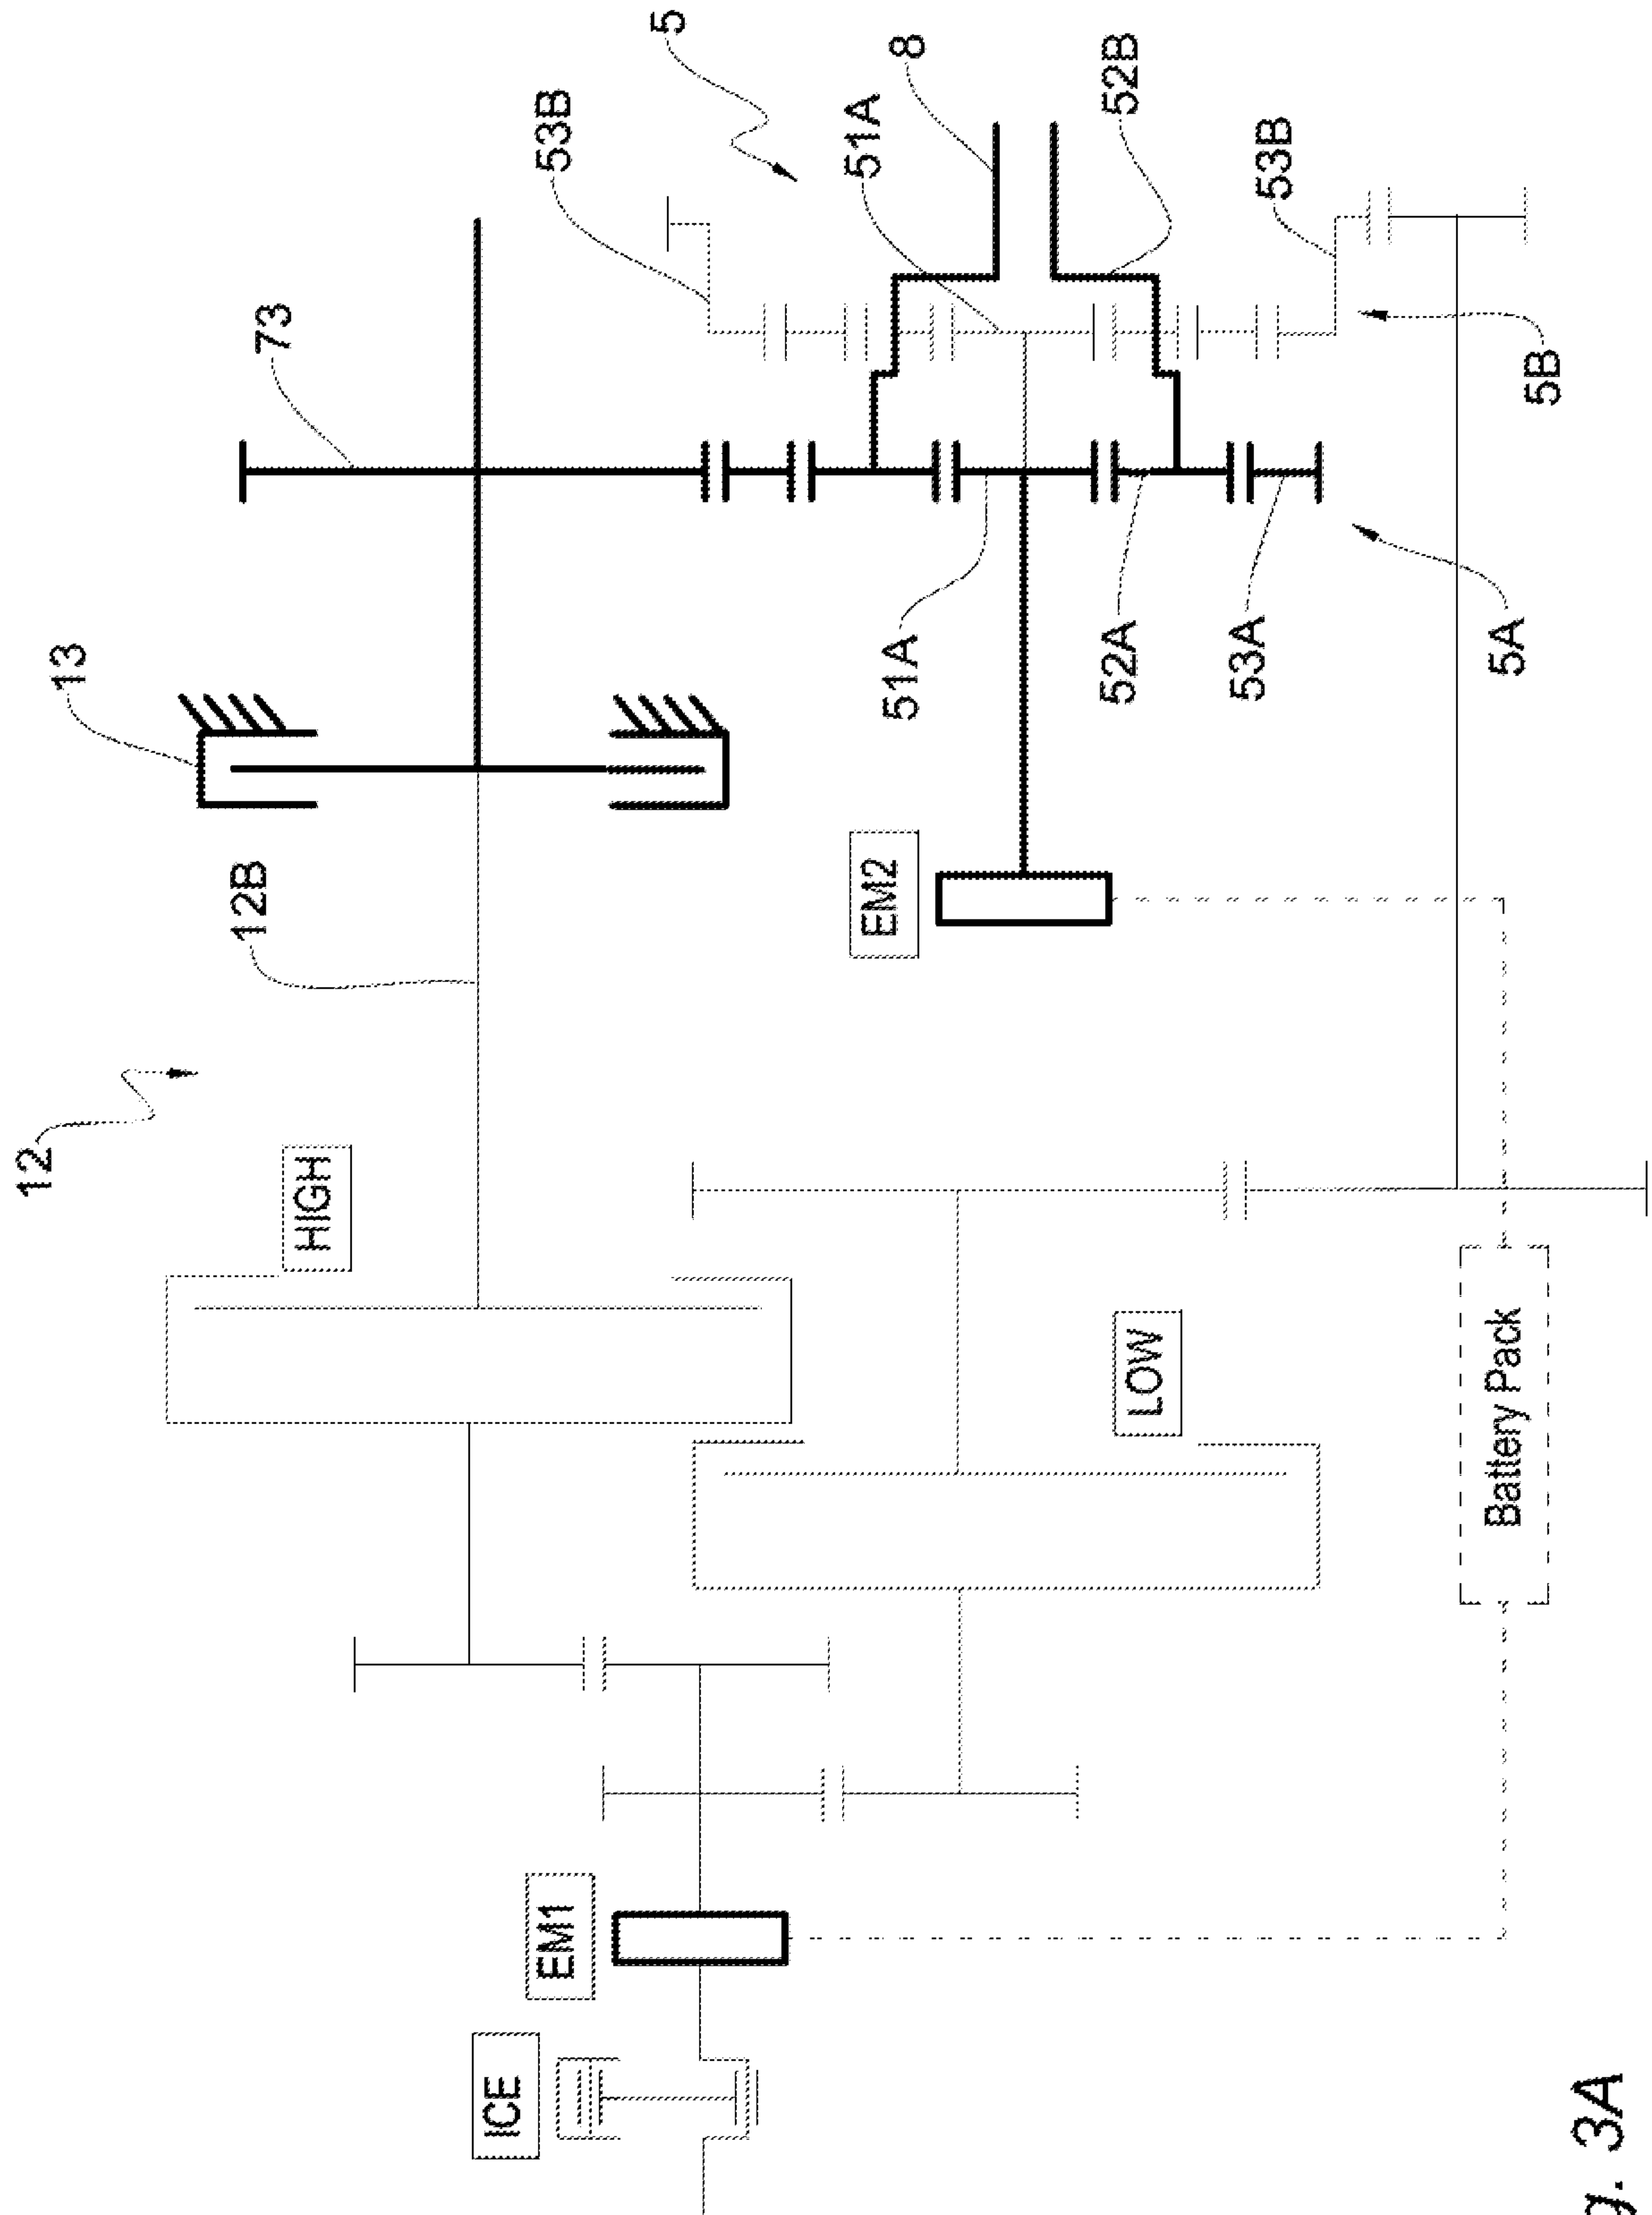 12
13
12B
73
HIGH
ICE
EM1
53B
5
EM2
51A
51A
8
LOW
52A
52B
53A
53B
Battery Pack
5A
5B
g. 3A